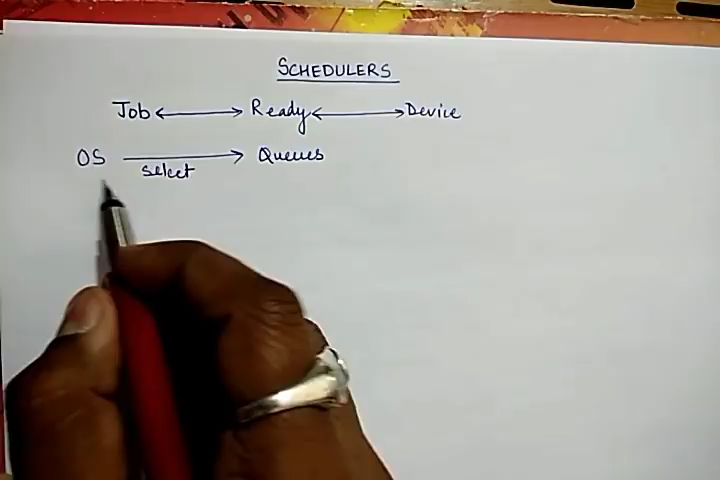 SCHEDULERS
Job <-> Ready <-> Device
OS -> Queues
select